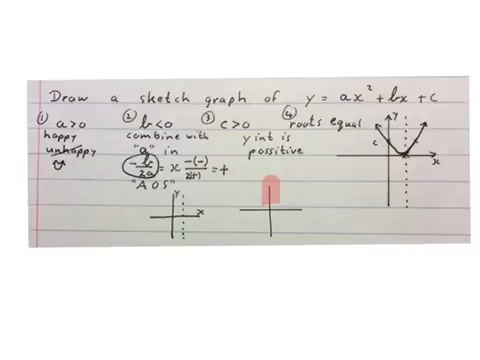 Draw a sketch graph of y = ax² + bx + c
① a>0 ② b<0 ③ c>0 ④ roots equal
happy combine with y int is
unhappy "a" in possitive
-b/2a = x -(-)/2(+) = +
"AOS"
y
c
x
y
x